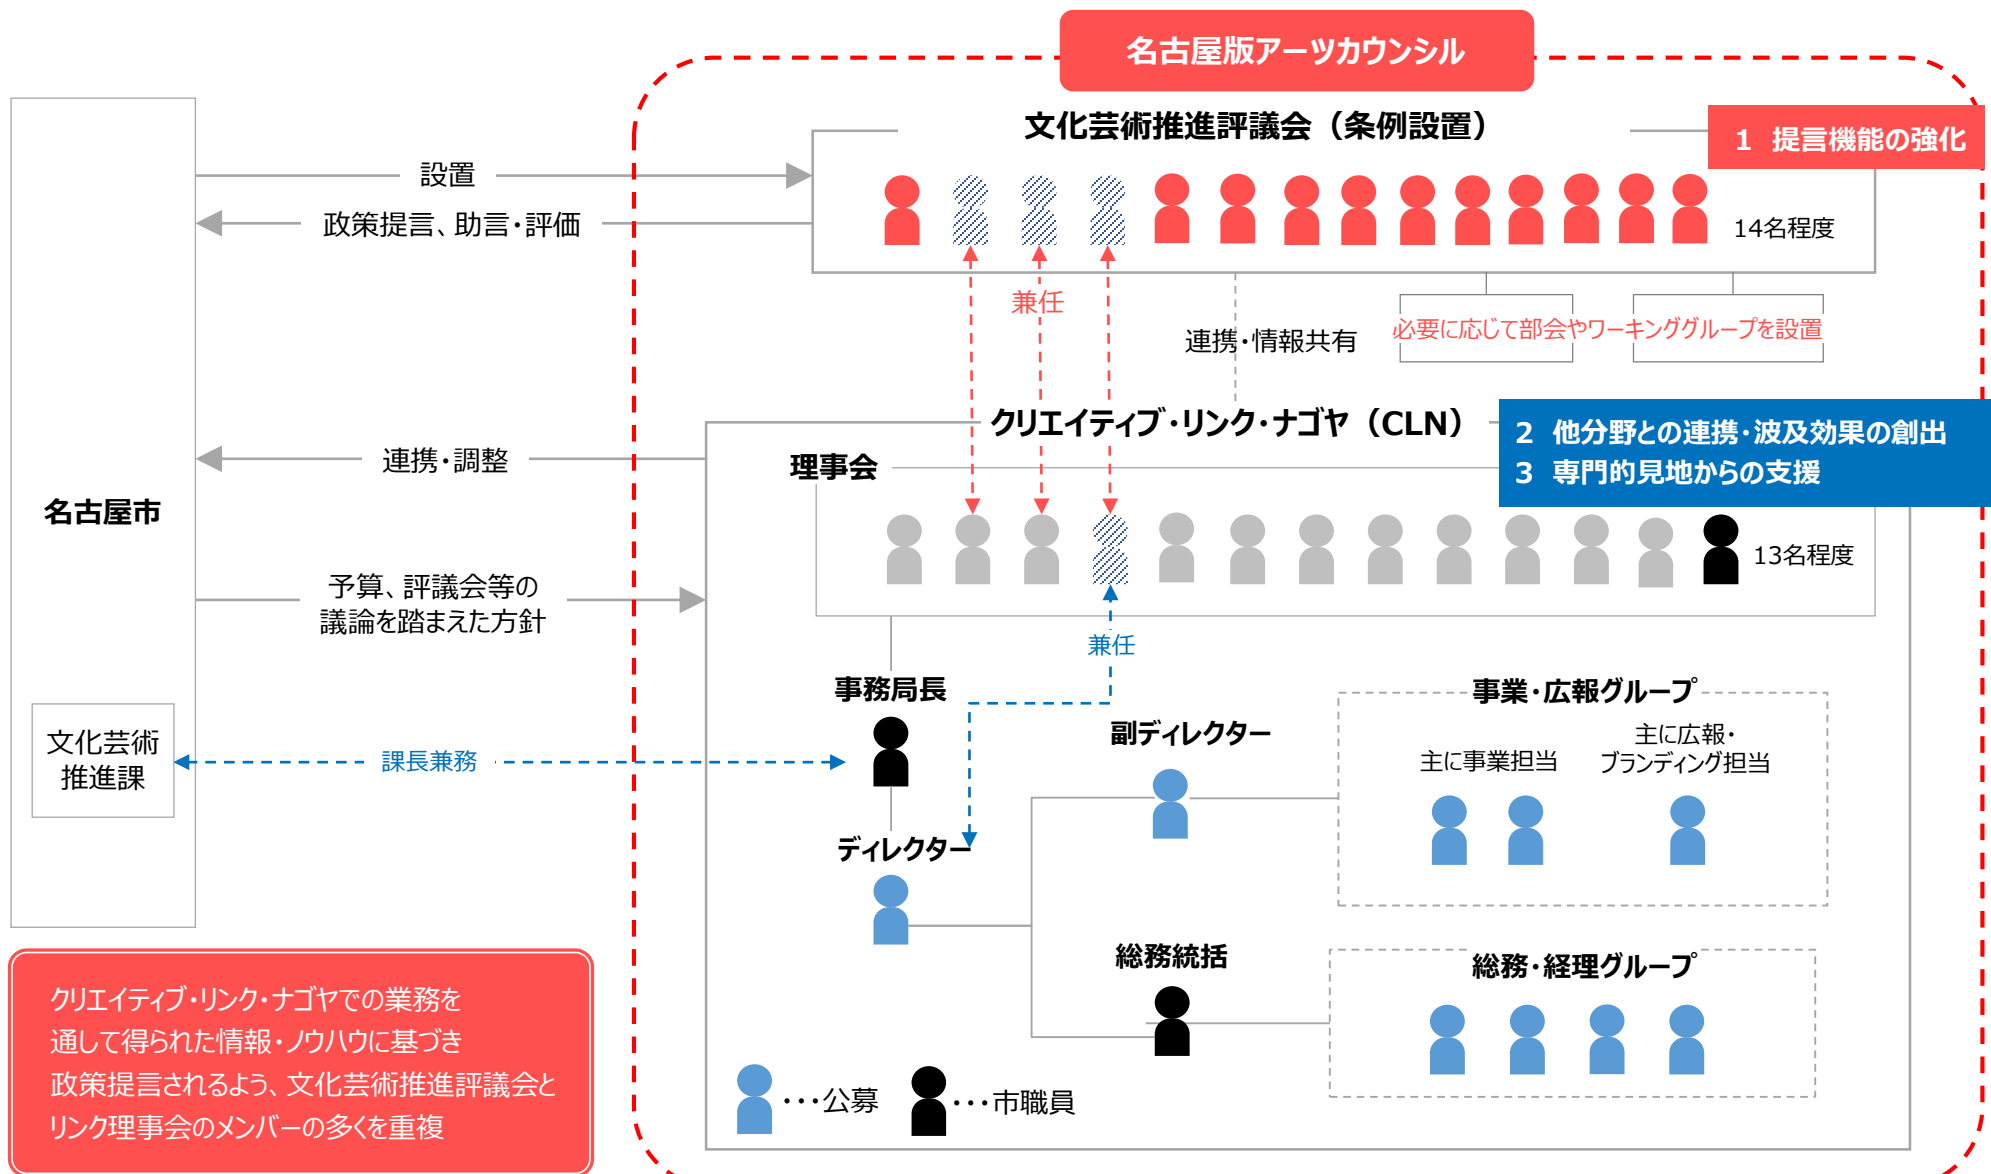 名古屋版アーツカウンシル
文化芸術推進評議会（条例設置）
1 提言機能の強化
設置
政策提言、助言・評価
14名程度
兼任
連携・情報共有
必要に応じて部会やワーキンググループを設置
クリエイティブ・リンク・ナゴヤ（CLN）
2 他分野との連携・波及効果の創出
3 専門的見地からの支援
連携・調整
理事会
名古屋市
13名程度
予算、評議会等の
議論を踏まえた方針
兼任
事務局長
事業・広報グループ
副ディレクター
主に事業担当
主に広報・
ブランディング担当
文化芸術
推進課
課長兼務
ディレクター
総務統括
総務・経理グループ
クリエイティブ・リンク・ナゴヤでの業務を
通して得られた情報・ノウハウに基づき
政策提言されるよう、文化芸術推進評議会と
リンク理事会のメンバーの多くを重複
・・・公募
・・・市職員